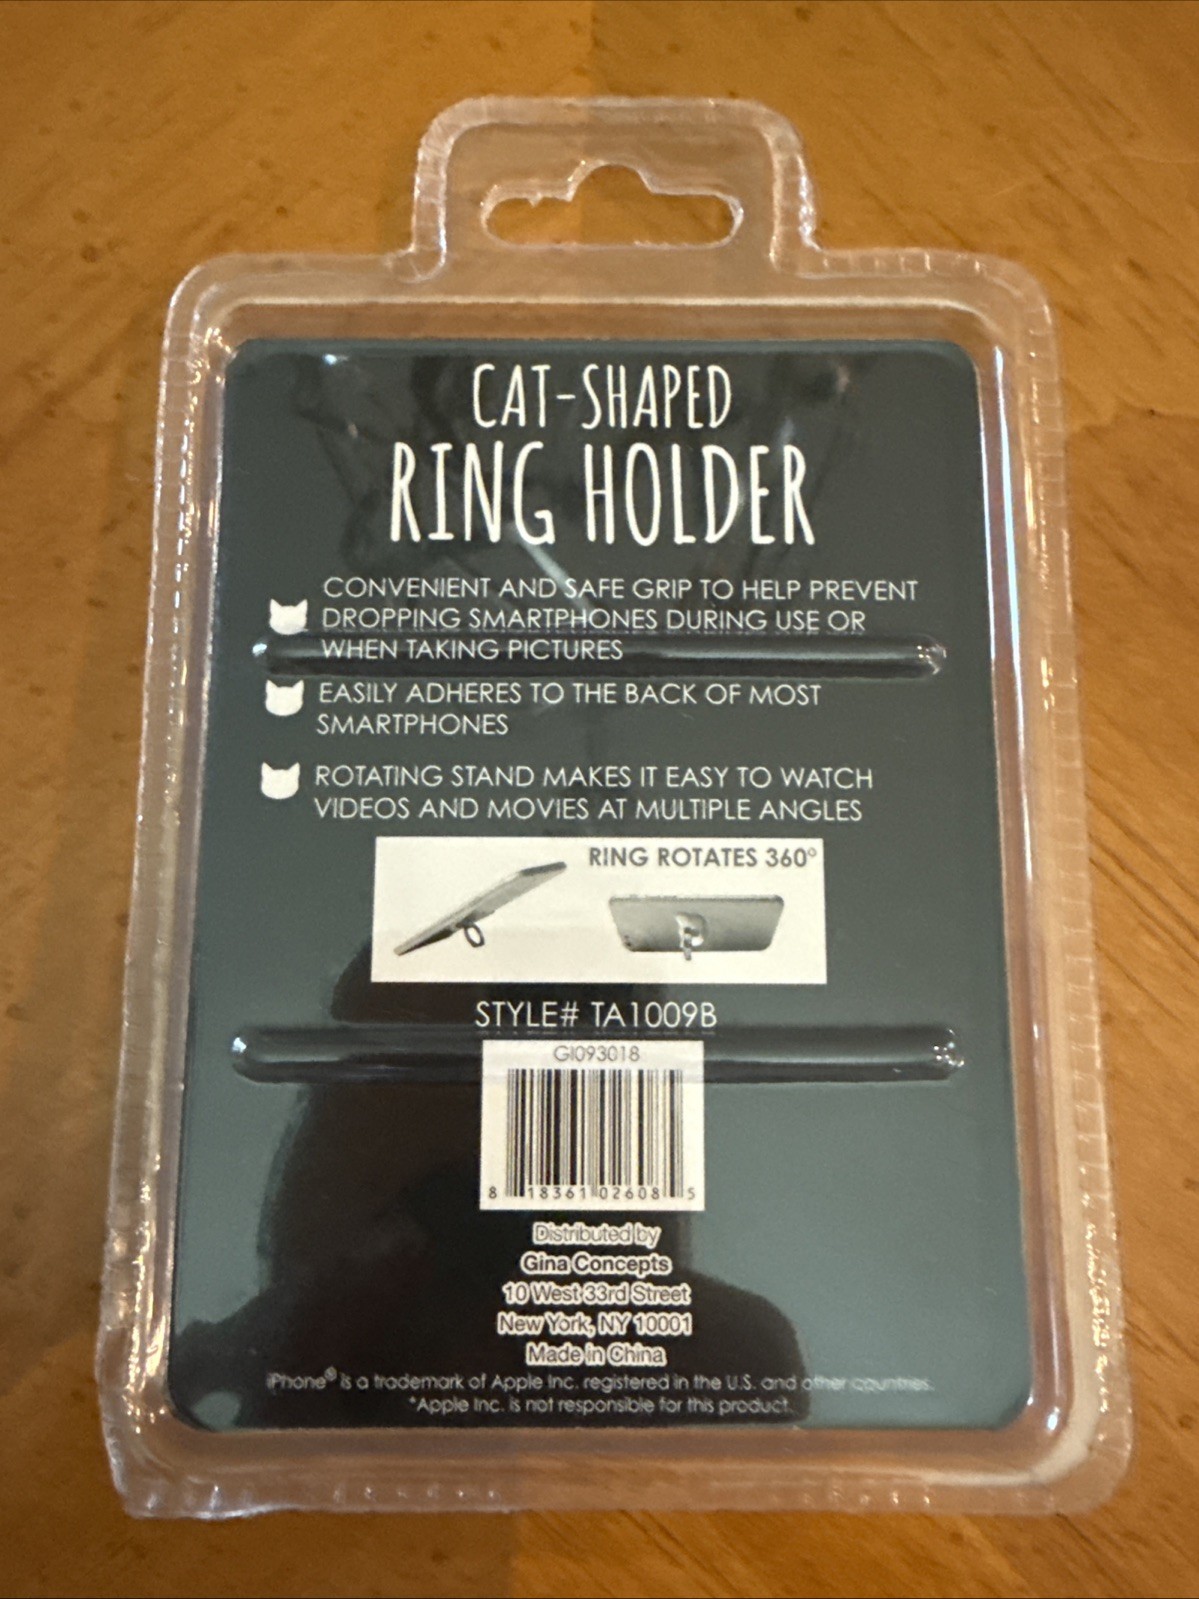 CAT-SHAPED
RING HOLDER
CONVENIENT AND SAFE GRIP TO HELP PREVENT
DROPPING SMARTPHONES DURING USE OR
WHEN TAKING PICTURES
EASILY ADHERES TO THE BACK OF MOST
SMARTPHONES
ROTATING STAND MAKES IT EASY TO WATCH
VIDEOS AND MOVIES AT MULTIPLE ANGLES
RING ROTATES 360°
STYLE# TA1009B
GI093018
8 18361 02608 5
Distributed by
Gina Concepts
10 West 33rd Street
New York, NY 10001
Made in China
iPhone® is a trademark of Apple Inc. registered in the U.S. and other countries.
*Apple Inc. is not responsible for this product.